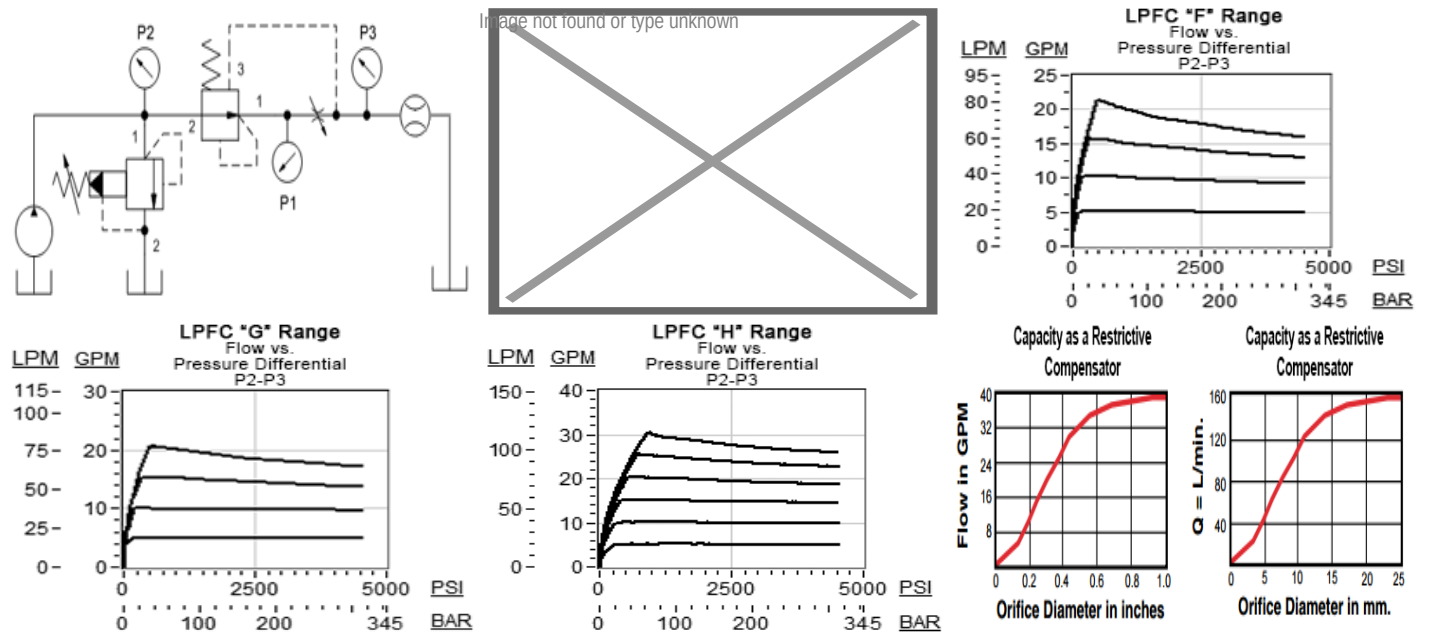 P2
P3
3
1
1
2
P1
2
Image not found or type unknown
LPFC "F" Range
Flow vs.
Pressure Differential
P2-P3
LPM GPM
95 25
80 20
60 15
40 10
20 5
0 0
0 2500 5000 PSI
0 100 200 345 BAR
LPFC "G" Range
Flow vs.
Pressure Differential
P2-P3
LPM GPM
115 30
100
75 20
50 10
25
0 0
0 2500 5000 PSI
0 100 200 345 BAR
LPFC "H" Range
Flow vs.
Pressure Differential
P2-P3
LPM GPM
150 40
30
100 20
50 10
0 0
0 2500 5000 PSI
0 100 200 345 BAR
Capacity as a Restrictive
Compensator
Flow in GPM
40
32
24
16
8
0 0.2 0.4 0.6 0.8 1.0
Orifice Diameter in inches
Capacity as a Restrictive
Compensator
Q = L/min.
160
120
80
40
0 5 10 15 20 25
Orifice Diameter in mm.